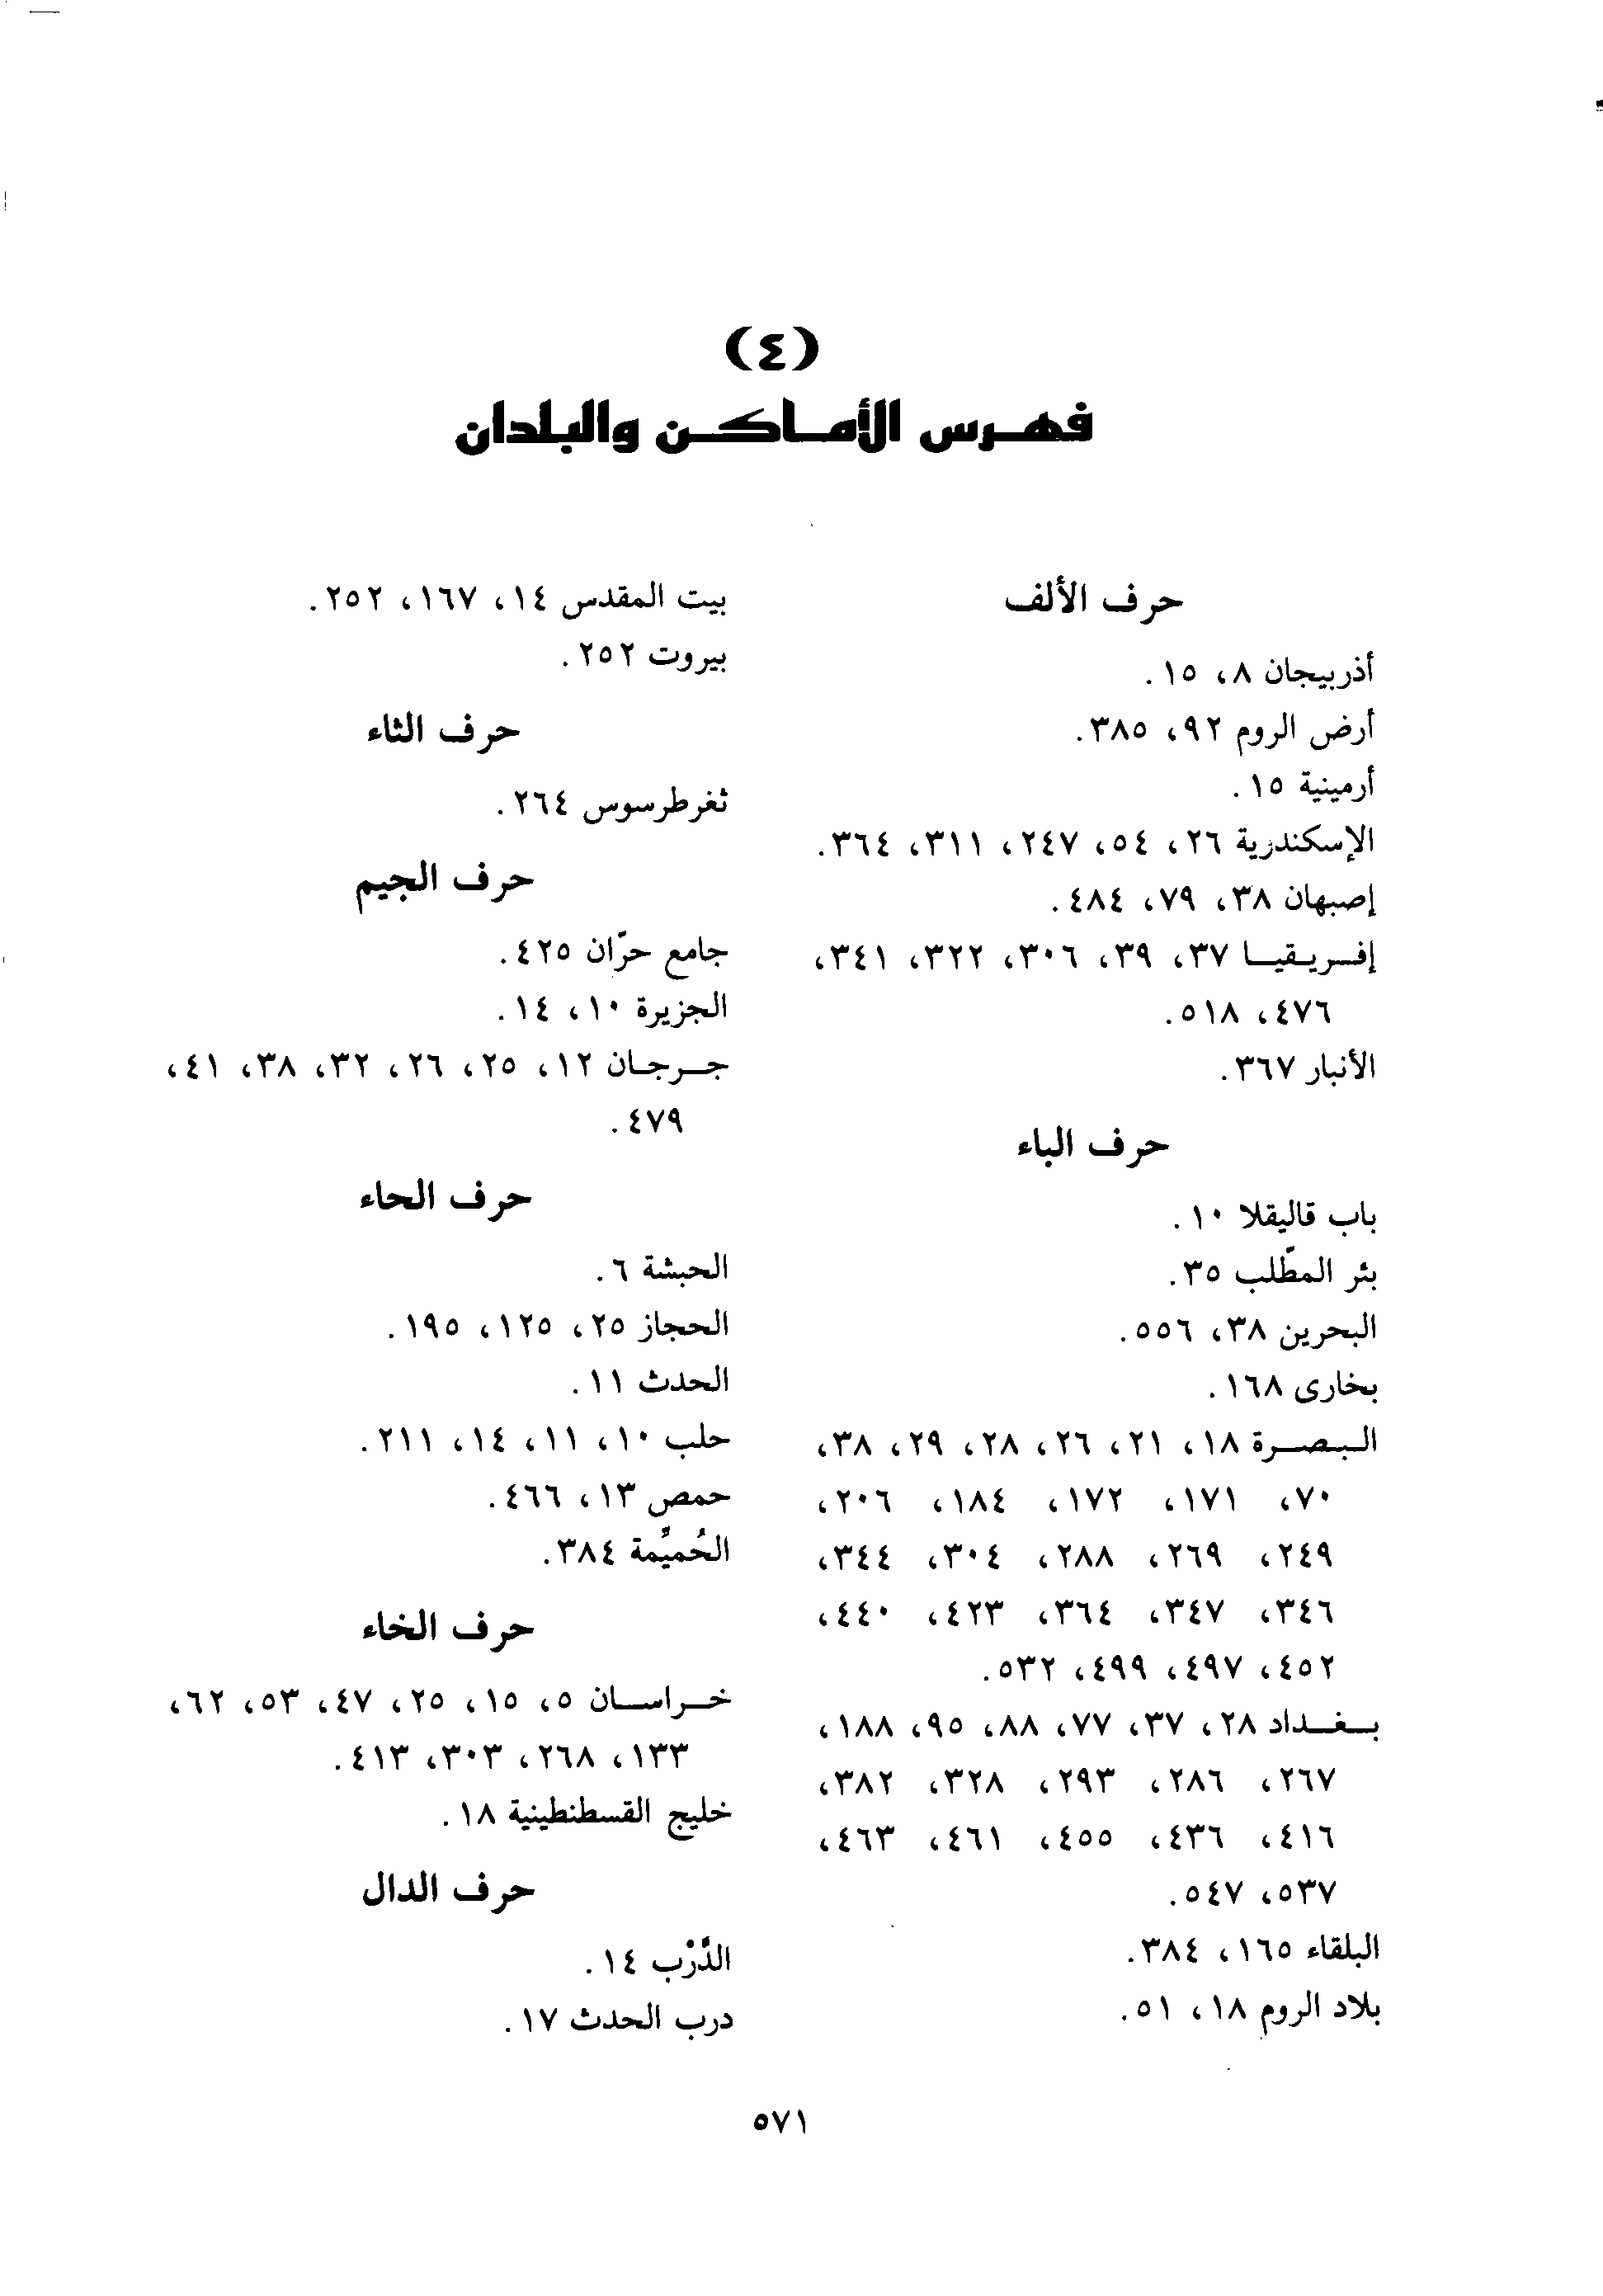 (٤)
فهرس الأماكن والبلدان
حرف الألف
أذربيجان ٨، ١٥.
أرض الروم ٩٢، ٣٨٥.
أرمينية ١٥.
الإسكندرية ٢٦، ٥٤، ٢٤٧، ٣١١، ٣٦٤.
إصبهان ٣٨، ٧٩، ٤٨٤.
إفريقيا ٣٧، ٣٩، ٣٠٦، ٣٢٢، ٣٤١،
٤٧٦، ٥١٨.
الأنبار ٣٦٧.
حرف الباء
باب قاليقلا ١٠.
بئر المطّلب ٣٥.
البحرين ٣٨، ٥٥٦.
بخارى ١٦٨.
البصرة ١٨، ٢١، ٢٦، ٢٨، ٢٩، ٣٨،
٧٠، ١٧١، ١٧٢، ١٨٤، ٢٠٦،
٢٤٩، ٢٦٩، ٢٨٨، ٣٠٤، ٣٤٤،
٣٤٦، ٣٤٧، ٣٦٤، ٤٢٣، ٤٤٠،
٤٥٢، ٤٩٧، ٤٩٩، ٥٣٢.
بغداد ٢٨، ٣٧، ٧٧، ٨٨، ٩٥، ١٨٨،
٢٦٧، ٢٨٦، ٢٩٣، ٣٢٨، ٣٨٢،
٤١٦، ٤٣٦، ٤٥٥، ٤٦١، ٤٦٣،
٥٣٧، ٥٤٧.
البلقاء ١٦٥، ٣٨٤.
بلاد الروم ١٨، ٥١.
بيت المقدس ١٤، ١٦٧، ٢٥٢.
بيروت ٢٥٢.
حرف الثاء
ثغرطرسوس ٢٦٤.
حرف الجيم
جامع حرّان ٤٢٥.
الجزيرة ١٠، ١٤.
جرجان ١٢، ٢٥، ٢٦، ٣٢، ٣٨، ٤١،
٤٧٩.
حرف الحاء
الحبشة ٦.
الحجاز ٢٥، ١٢٥، ١٩٥.
الحدث ١١.
حلب ١٠، ١١، ١٤، ٢١١.
حمص ١٣، ٤٦٦.
الحُميِّمة ٣٨٤.
حرف الخاء
خراسان ٥، ١٥، ٢٥، ٤٧، ٥٣، ٦٢،
١٣٣، ٢٦٨، ٣٠٣، ٤١٣.
خليج القسطنطينية ١٨.
حرف الدال
الدَّرْب ١٤.
درب الحدث ١٧.
٥٧١